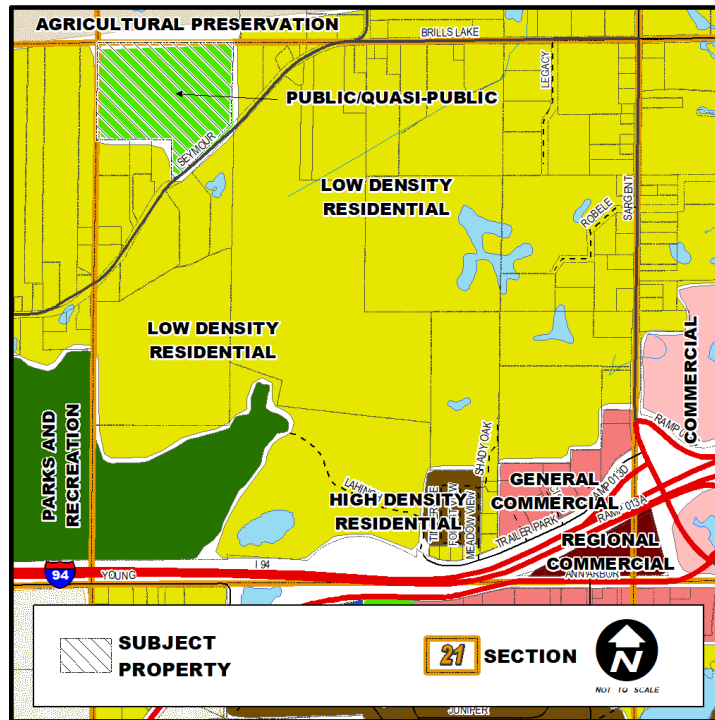 AGRICULTURAL PRESERVATION
BRILLS LAKE
LEGACY
PUBLIC/QUASI-PUBLIC
SEYMOUR
LOW DENSITY
RESIDENTIAL
SARGENT
ROBELE
LOW DENSITY
RESIDENTIAL
COMMERCIAL
PARKS AND
RECREATION
SHADY OAK
GENERAL
COMMERCIAL
HIGH DENSITY
RESIDENTIAL
MEADOWVIEW
TRAILER PARK
RAMP 013D
RAMP 013A
REGIONAL
COMMERCIAL
94
YOUNG
I 94
ANN ARBOR
SUBJECT
PROPERTY
21
SECTION
N
NOT TO SCALE
JUNIPER